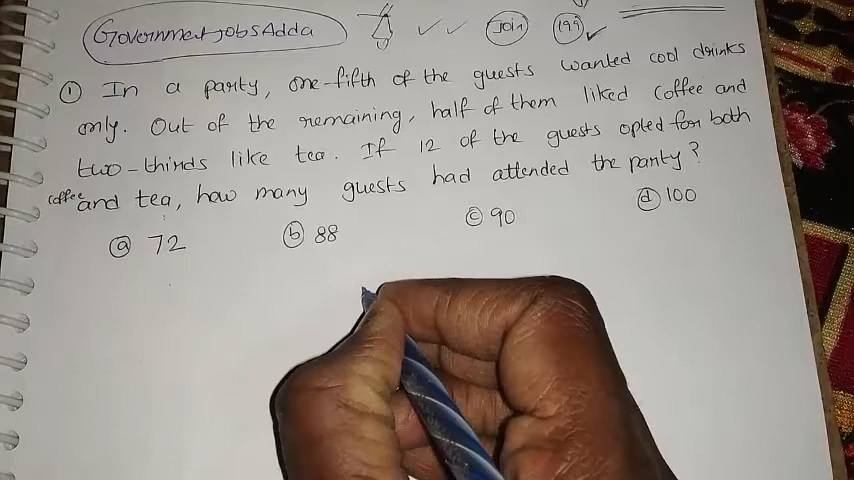 GovernmentjobsAdda Join 199
① In a party, one-fifth of the guests wanted cool drinks
only. Out of the remaining, half of them liked coffee and
two-thirds like tea. If 12 of the guests opted for both
coffee and tea, how many guests had attended the party?
ⓐ 72 ⓑ 88 ⓒ 90 ⓓ 100